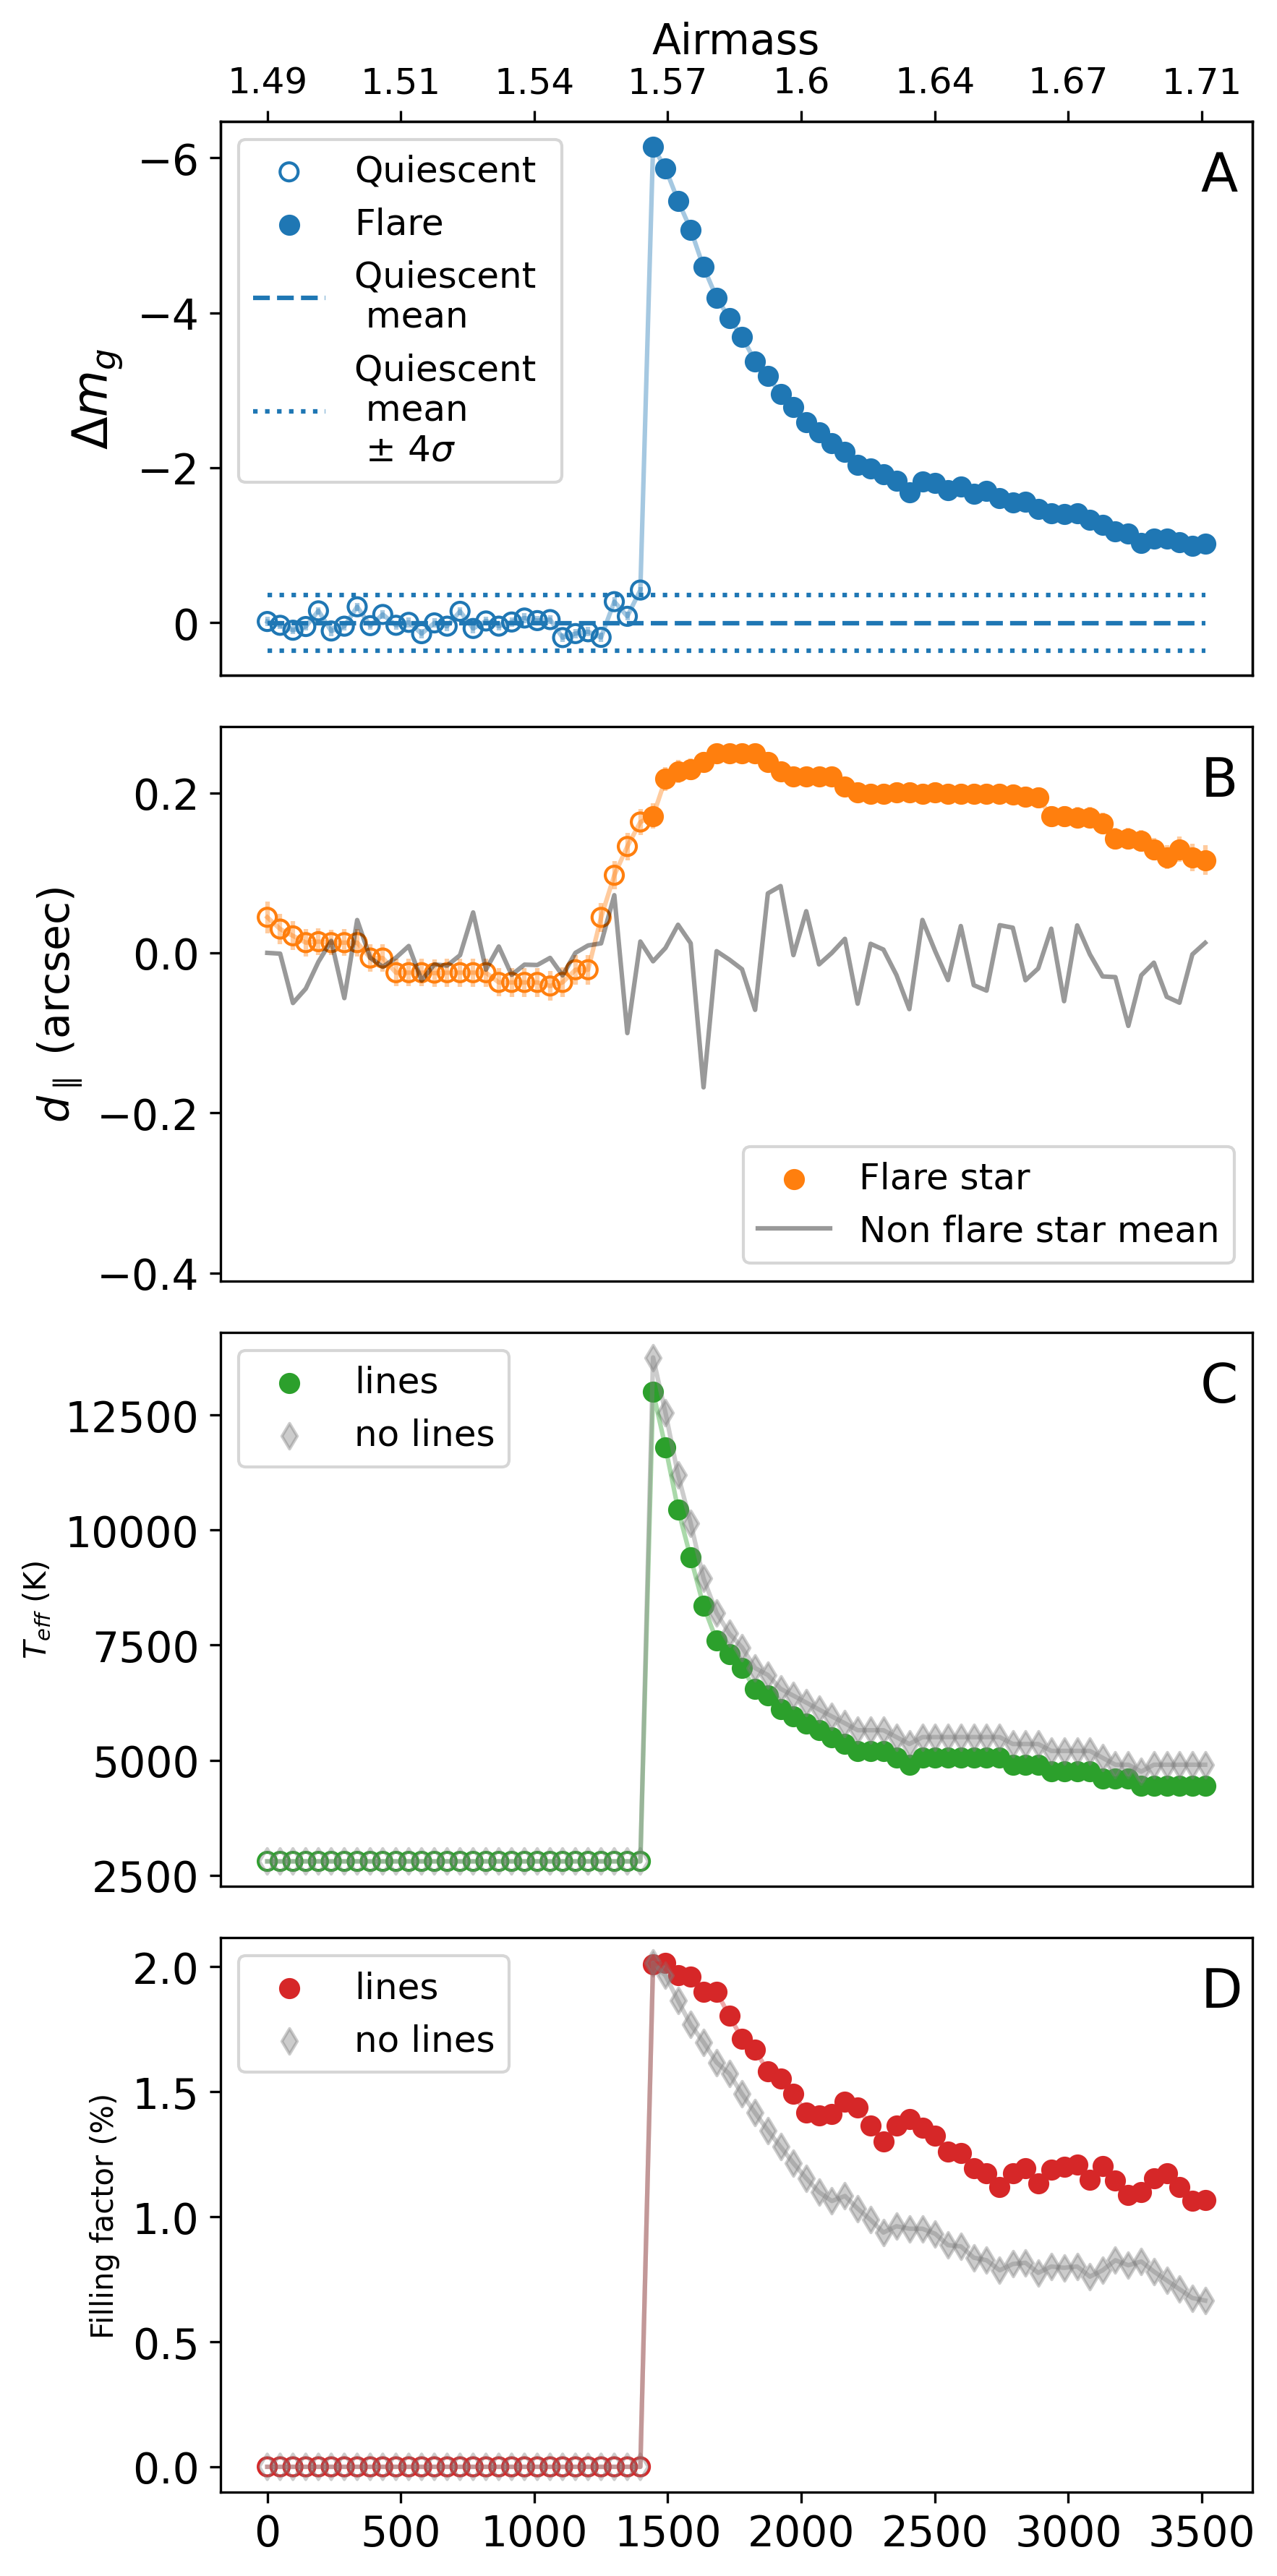 Airmass
1.49 1.51 1.54 1.57 1.6 1.64 1.67 1.71
A
Quiescent
Flare
Quiescent
mean
Quiescent
mean
± 4σ
−6
−4
−2
0
Δm_g
B
0.2
0.0
−0.2
−0.4
d_∥ (arcsec)
Flare star
Non flare star mean
C
lines
no lines
12500
10000
7500
5000
2500
T_eff (K)
D
lines
no lines
2.0
1.5
1.0
0.5
0.0
Filling factor (%)
0 500 1000 1500 2000 2500 3000 3500